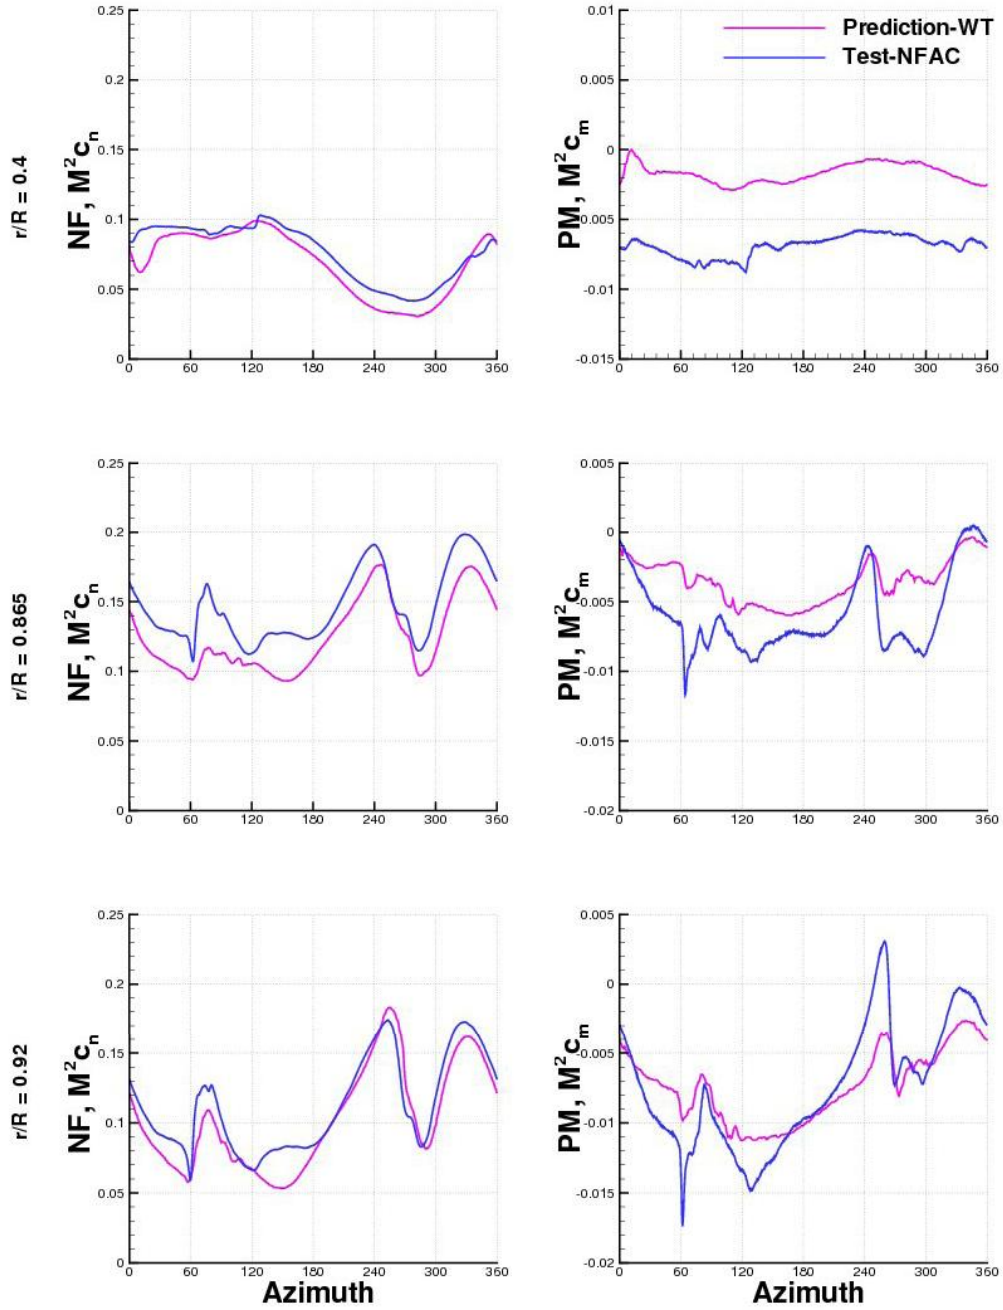 Prediction-WT
Test-NFAC
r/R = 0.4
NF, M²cn
0.25
0.2
0.15
0.1
0.05
0
0 60 120 180 240 300 360
PM, M²cm
0.01
0.005
0
-0.005
-0.01
-0.015
0 60 120 180 240 300 360
r/R = 0.865
NF, M²cn
0.25
0.2
0.15
0.1
0.05
0
0 60 120 180 240 300 360
PM, M²cm
0.005
0
-0.005
-0.01
-0.015
-0.02
0 60 120 180 240 300 360
r/R = 0.92
NF, M²cn
0.25
0.2
0.15
0.1
0.05
0
0 60 120 180 240 300 360
Azimuth
PM, M²cm
0.005
0
-0.005
-0.01
-0.015
-0.02
0 60 120 180 240 300 360
Azimuth